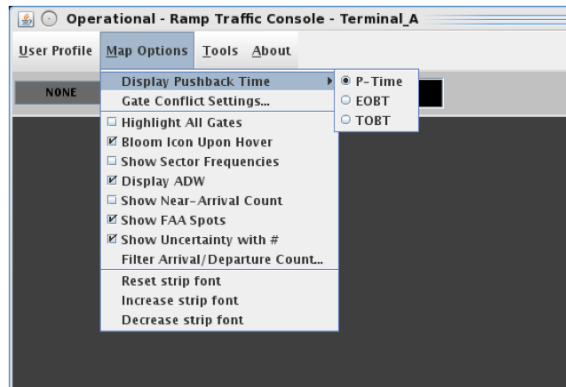 Operational - Ramp Traffic Console - Terminal_A
User Profile Map Options Tools About
NONE
Display Pushback Time
P-Time
EOBT
TOBT
Gate Conflict Settings...
Highlight All Gates
Bloom Icon Upon Hover
Show Sector Frequencies
Display ADW
Show Near-Arrival Count
Show FAA Spots
Show Uncertainty with #
Filter Arrival/Departure Count...
Reset strip font
Increase strip font
Decrease strip font